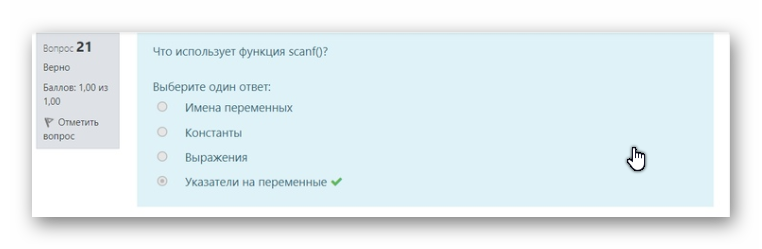 Вопрос 21
Верно
Баллов: 1,00 из
1,00
Отметить
вопрос
Что использует функция scanf()?
Выберите один ответ:
Имена переменных
Константы
Выражения
Указатели на переменные